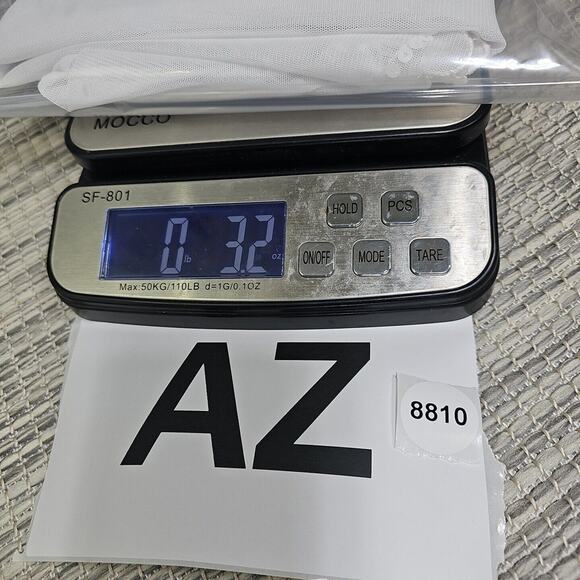 MOCCO
SF-801
0 lb 3.2 oz
HOLD
PCS
ON/OFF
MODE
TARE
Max:50KG/110LB d=1G/0.1OZ
AZ
8810